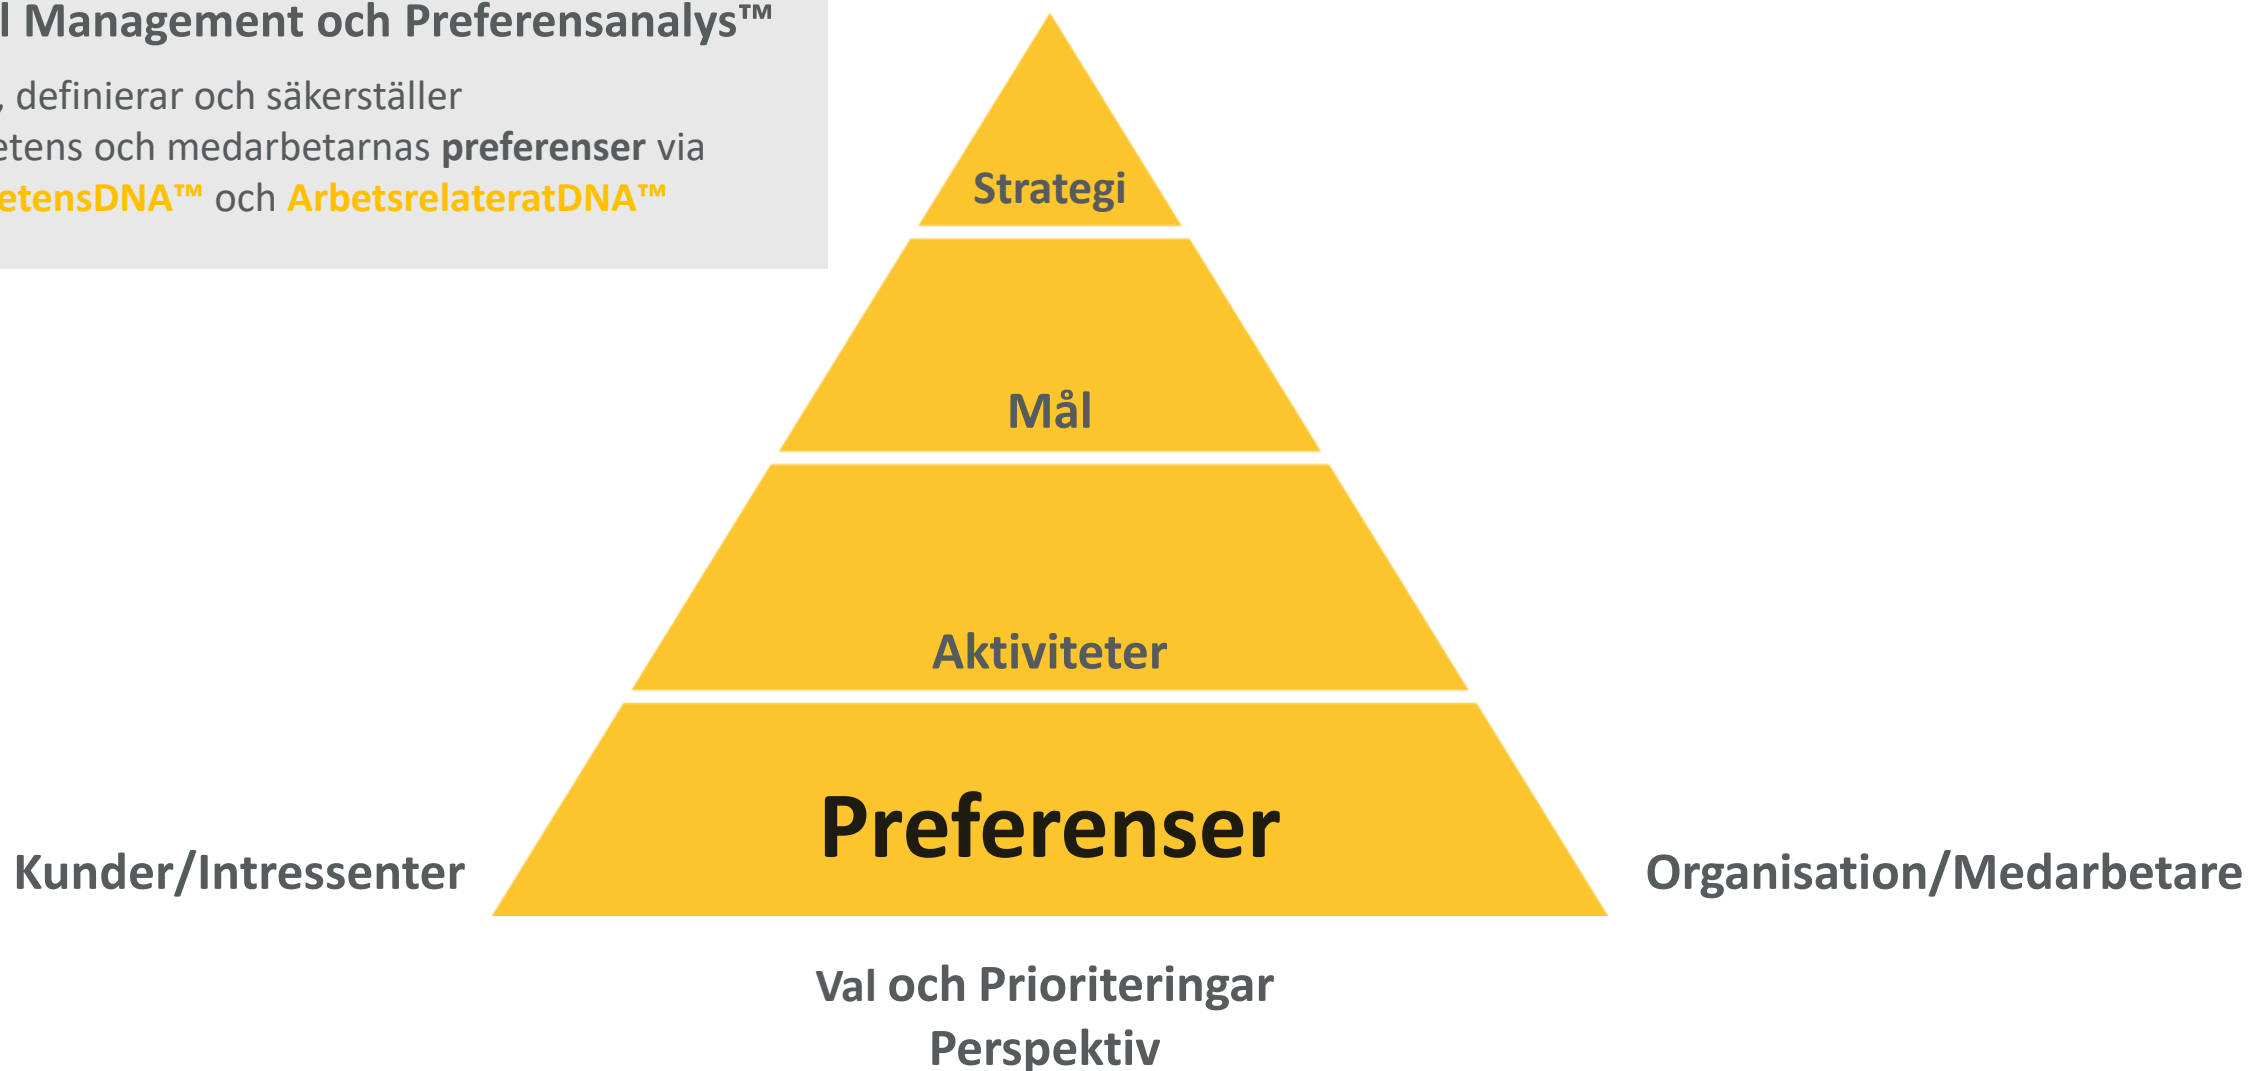 l Management och Preferensanalys™
, definierar och säkerställer
etens och medarbetarnas preferenser via
etensDNA™ och ArbetsrelateratDNA™
Strategi
Mål
Aktiviteter
Preferenser
Kunder/Intressenter
Organisation/Medarbetare
Val och Prioriteringar
Perspektiv